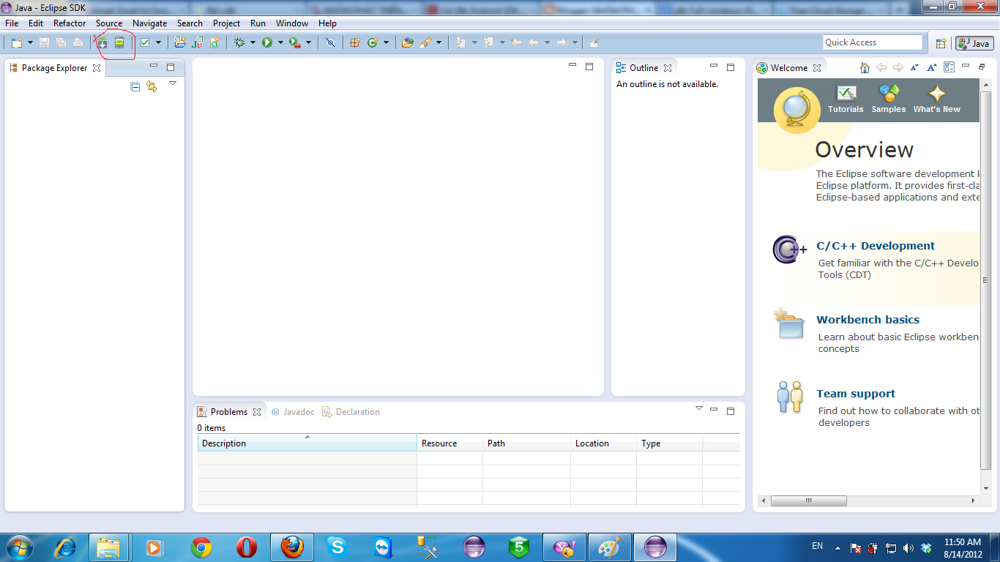 Java - Eclipse SDK
File Edit Refactor Source Navigate Search Project Run Window Help
Quick Access
Java
Package Explorer
Outline
An outline is not available.
Welcome
Tutorials Samples What's New
Overview
The Eclipse software development
Eclipse platform. It provides first-cla
Eclipse-based applications and exte
C/C++ Development
Get familiar with the C/C++ Develo
Tools (CDT)
Workbench basics
Learn about basic Eclipse workben
concepts
Team support
Find out how to collaborate with ot
developers
Problems @ Javadoc Declaration
0 items
Description Resource Path Location Type
EN
11:50 AM
8/14/2012